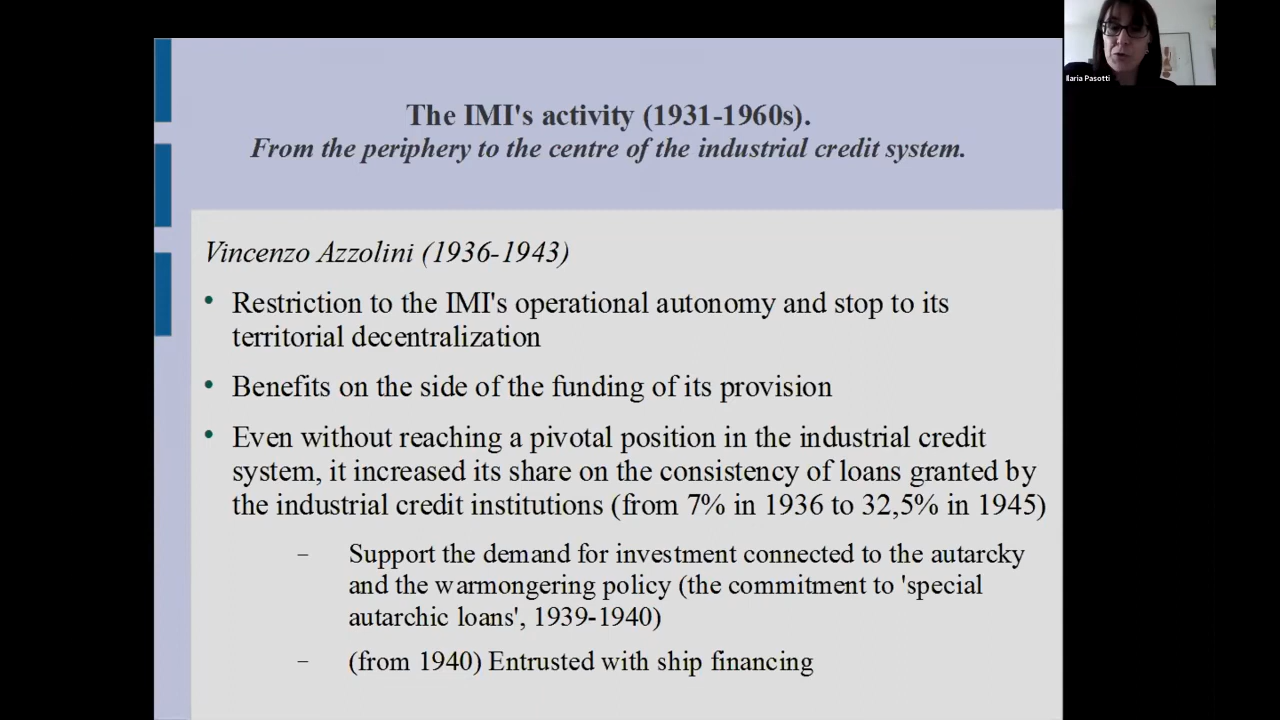 The IMI's activity (1931-1960s).
From the periphery to the centre of the industrial credit system.
Ilaria Pasotti
Vincenzo Azzolini (1936-1943)
• Restriction to the IMI's operational autonomy and stop to its
territorial decentralization
• Benefits on the side of the funding of its provision
• Even without reaching a pivotal position in the industrial credit
system, it increased its share on the consistency of loans granted by
the industrial credit institutions (from 7% in 1936 to 32,5% in 1945)
– Support the demand for investment connected to the autarcky
and the warmongering policy (the commitment to 'special
autarchic loans', 1939-1940)
– (from 1940) Entrusted with ship financing